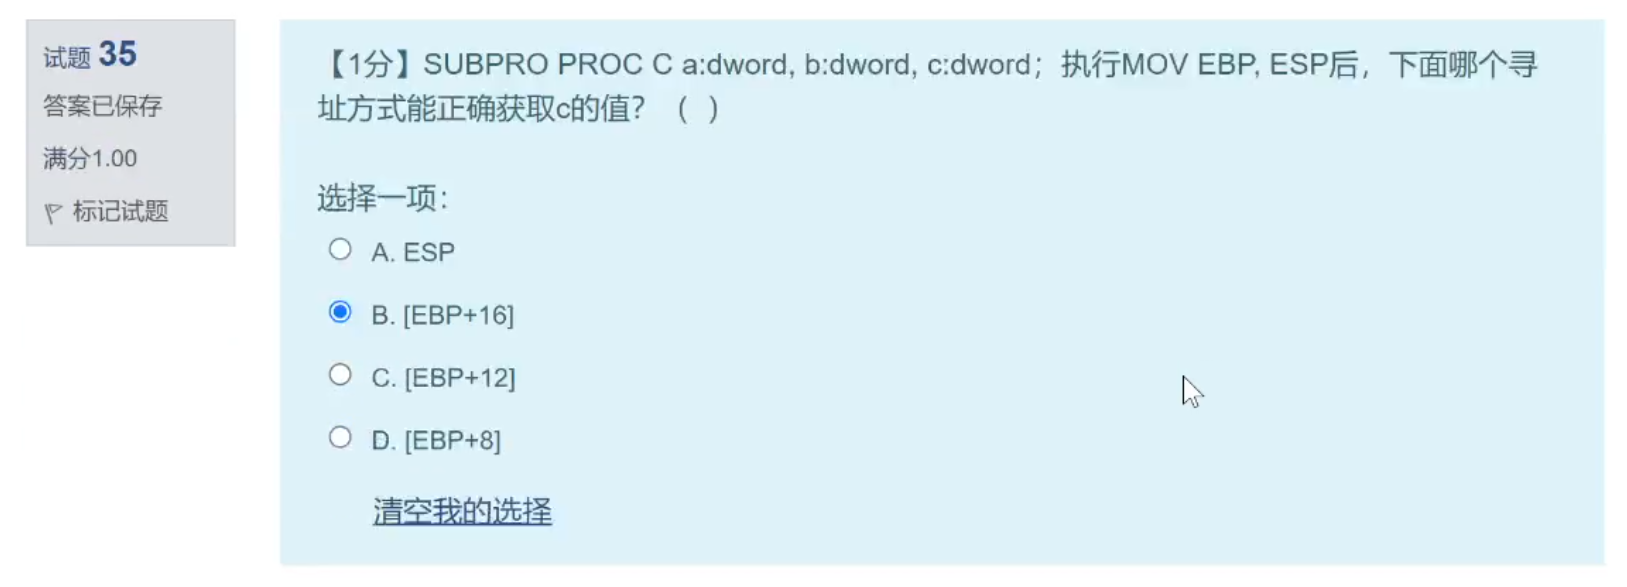 试题 35
答案已保存
满分1.00
标记试题
【1分】SUBPRO PROC C a:dword, b:dword, c:dword；执行MOV EBP, ESP后，下面哪个寻
址方式能正确获取c的值？（ ）
选择一项：
A. ESP
B. [EBP+16]
C. [EBP+12]
D. [EBP+8]
清空我的选择